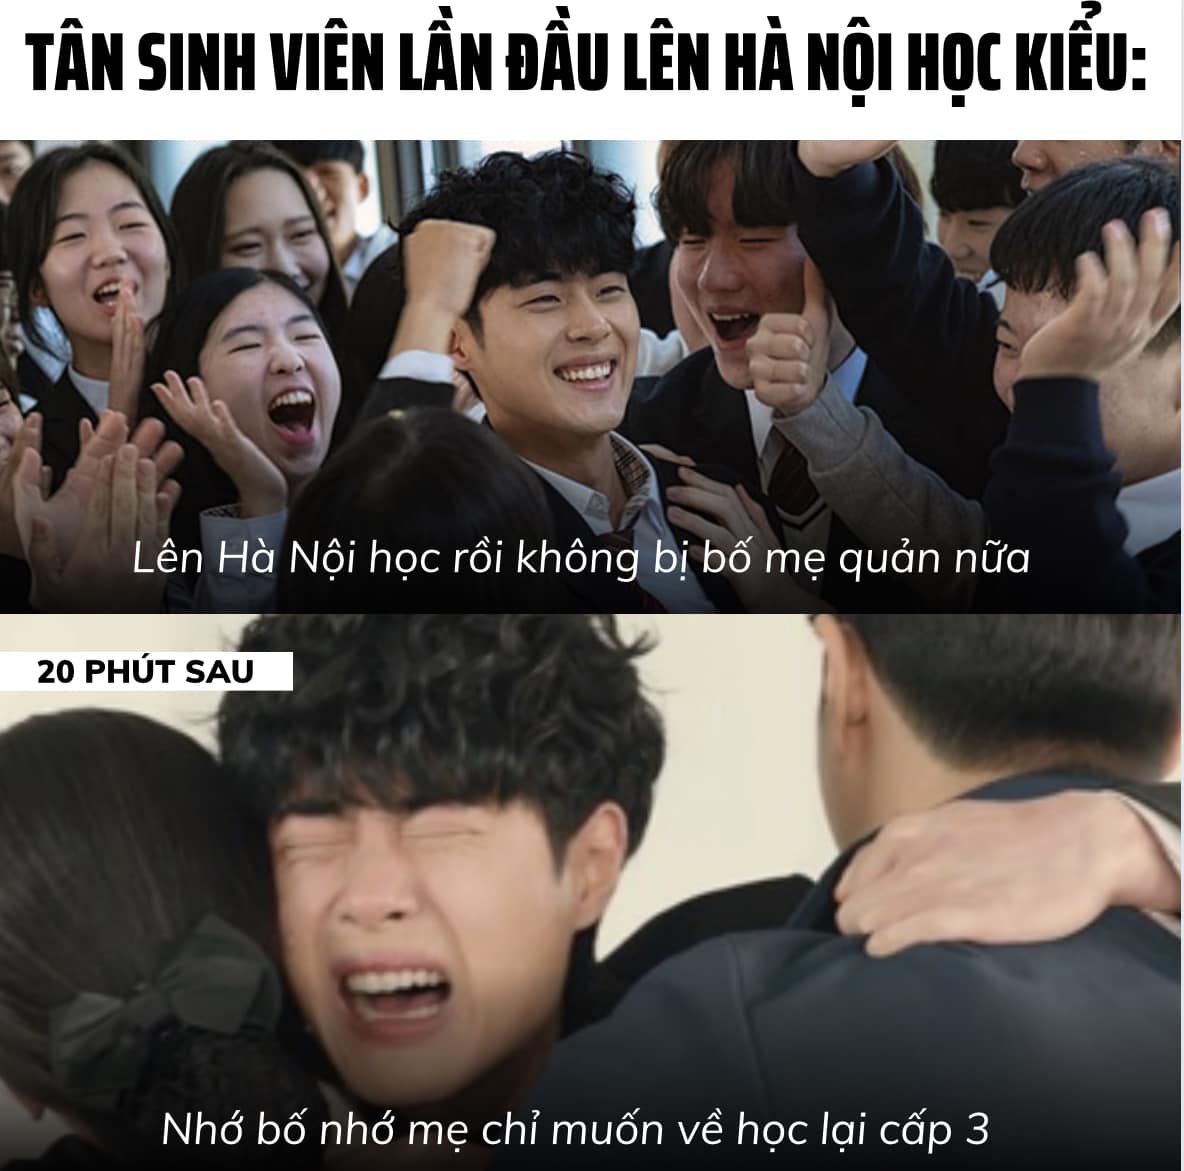 TÂN SINH VIÊN LẦN ĐẦU LÊN HÀ NỘI HỌC KIỂU:
Lên Hà Nội học rồi không bị bố mẹ quản nữa
20 PHÚT SAU
Nhớ bố nhớ mẹ chỉ muốn về học lại cấp 3